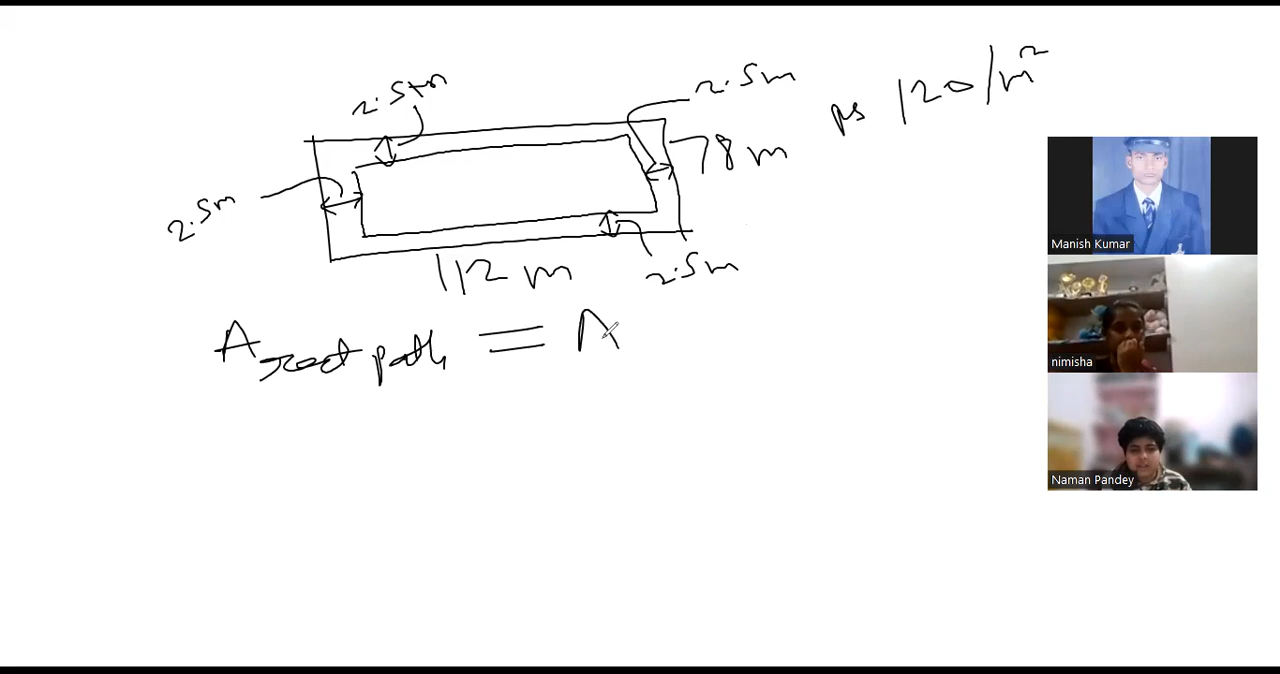 2.5m
2.5m
Rs 120/m²
78 m
2.5m
112 m
2.5m
A rect path = A
Manish Kumar
nimisha
Naman Pandey